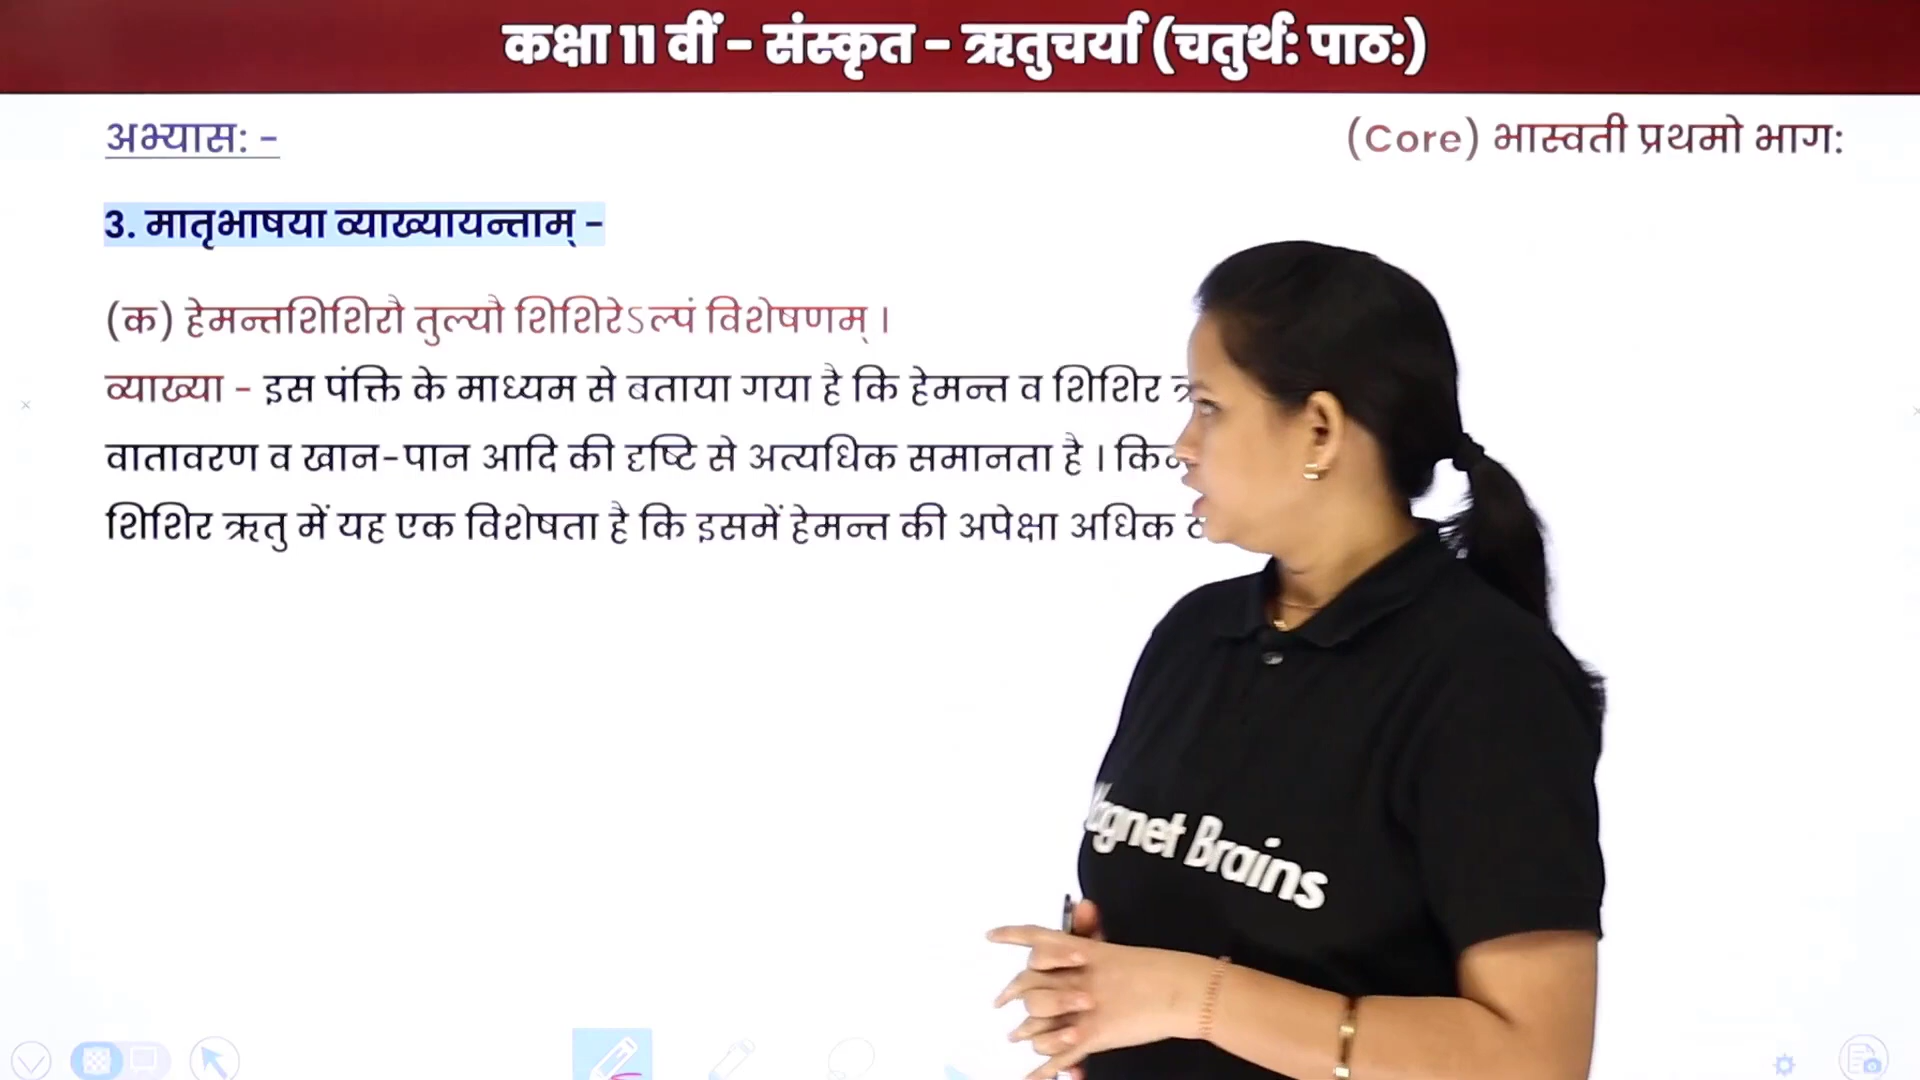 कक्षा 11 वीं - संस्कृत - ऋतुचर्या (चतुर्थ: पाठ:)
अभ्यास: -
(Core) भास्वती प्रथमो भाग:
3. मातृभाषया व्याख्यायन्ताम् -
(क) हेमन्तशिशिरौ तुल्यौ शिशिरेऽल्पं विशेषणम् ।
व्याख्या - इस पंक्ति के माध्यम से बताया गया है कि हेमन्त व शिशिर
वातावरण व खान-पान आदि की दृष्टि से अत्यधिक समानता है ।
शिशिर ऋतु में यह एक विशेषता है कि इसमें हेमन्त की अपेक्षा अधिक
Magnet Brains